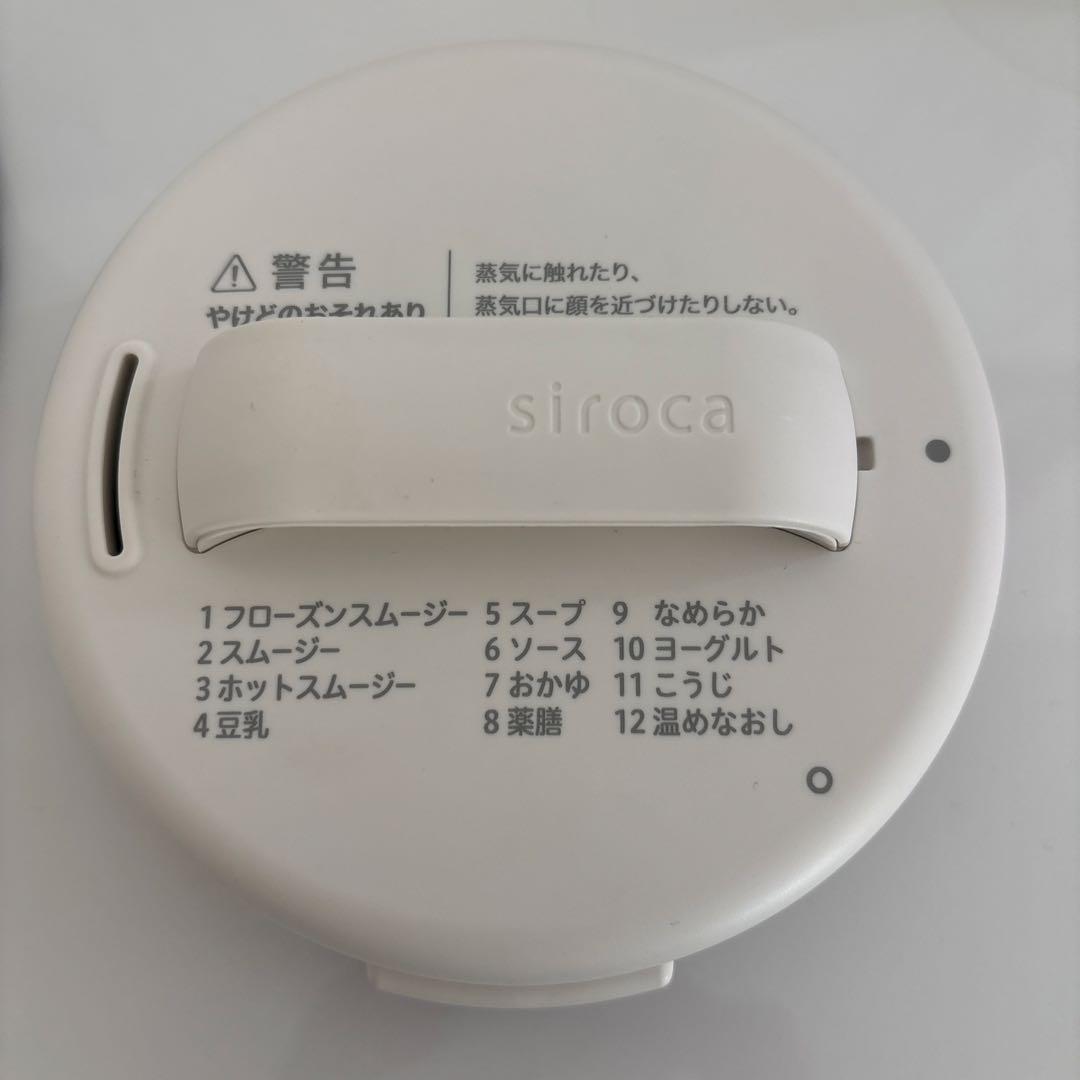 警告
やけどのおそれあり
蒸気に触れたり、
蒸気口に顔を近づけたりしない。
siroca
1 フローズンスムージー
2 スムージー
3 ホットスムージー
4 豆乳
5 スープ
6 ソース
7 おかゆ
8 薬膳
9 なめらか
10 ヨーグルト
11 こうじ
12 温めなおし